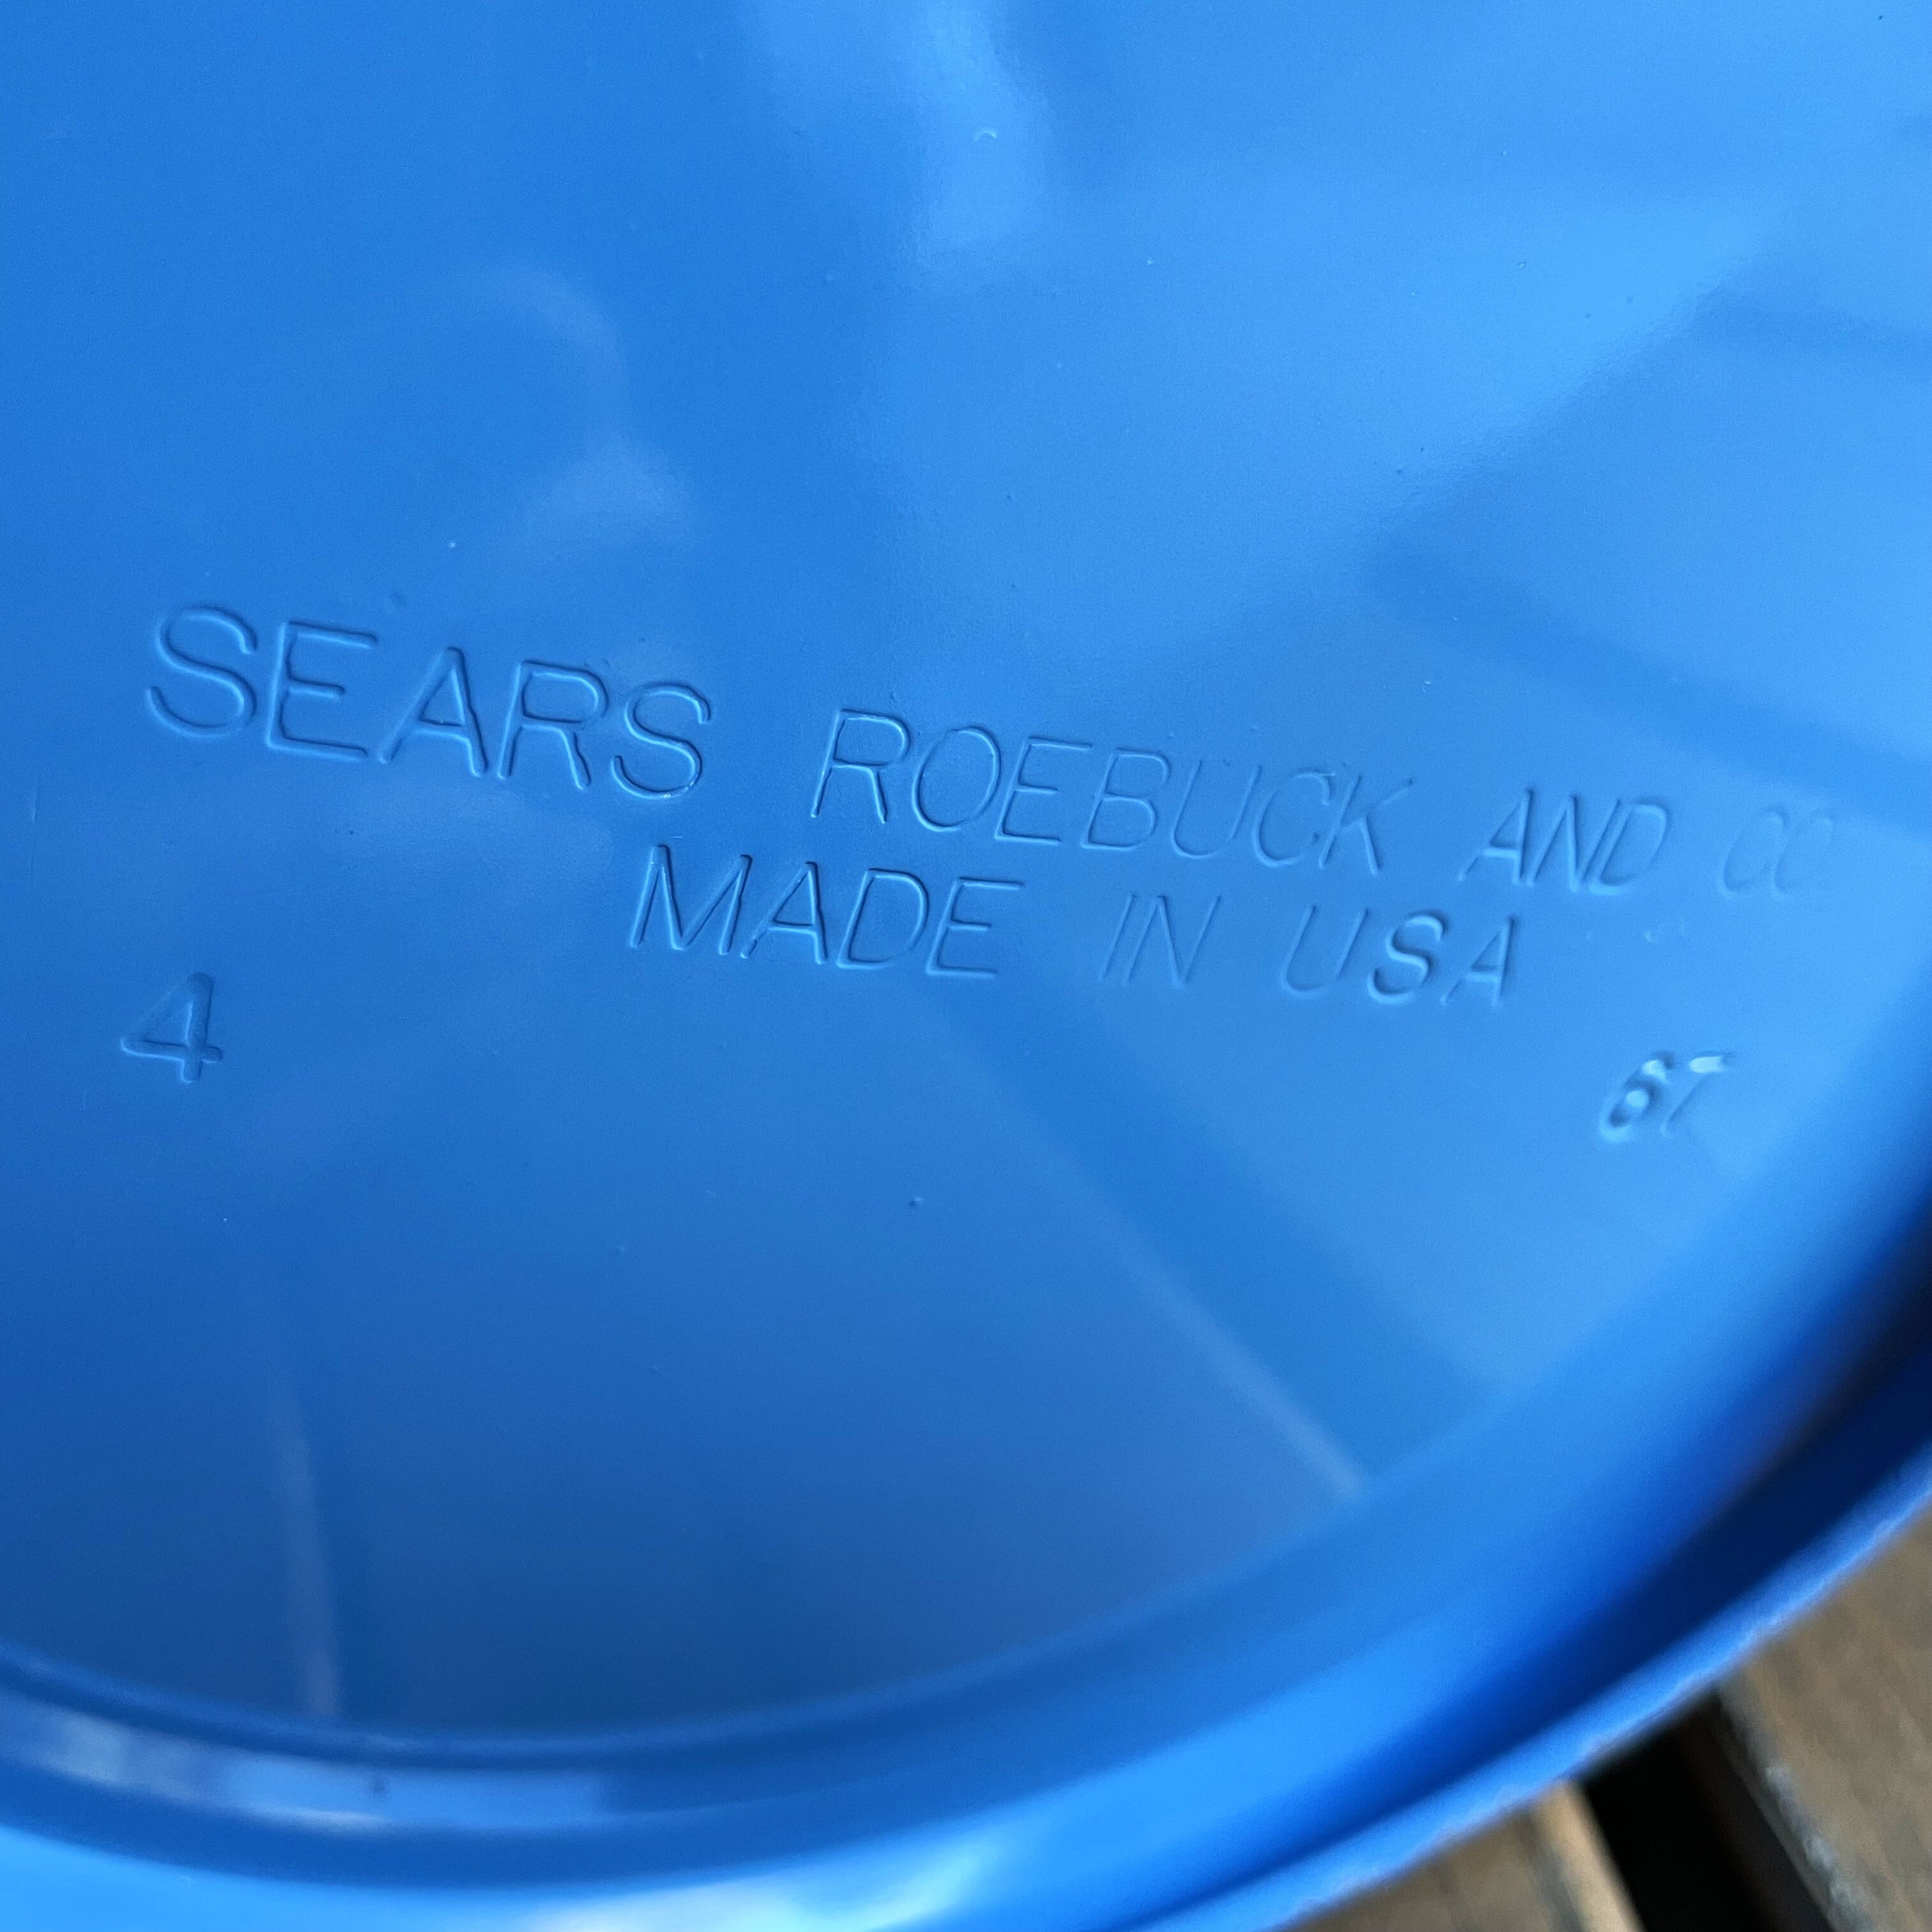 SEARS ROEBUCK AND CO.
MADE IN USA
4
67